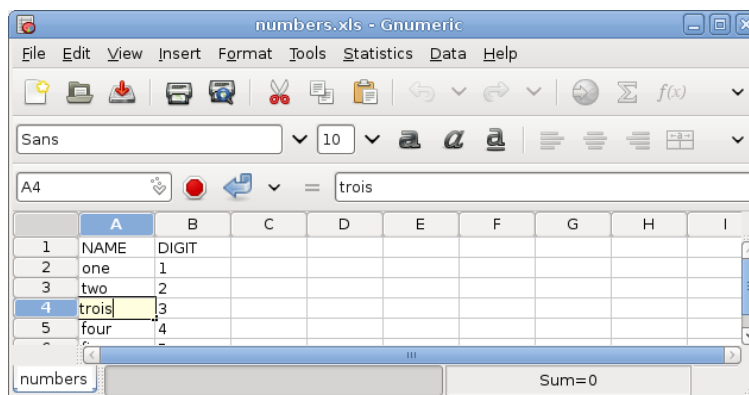 numbers.xls - Gnumeric
File Edit View Insert Format Tools Statistics Data Help
f(x)
Sans 10 a a a
A4 = trois
A B C D E F G H I
1 NAME DIGIT
2 one 1
3 two 2
4 trois 3
5 four 4
numbers Sum=0